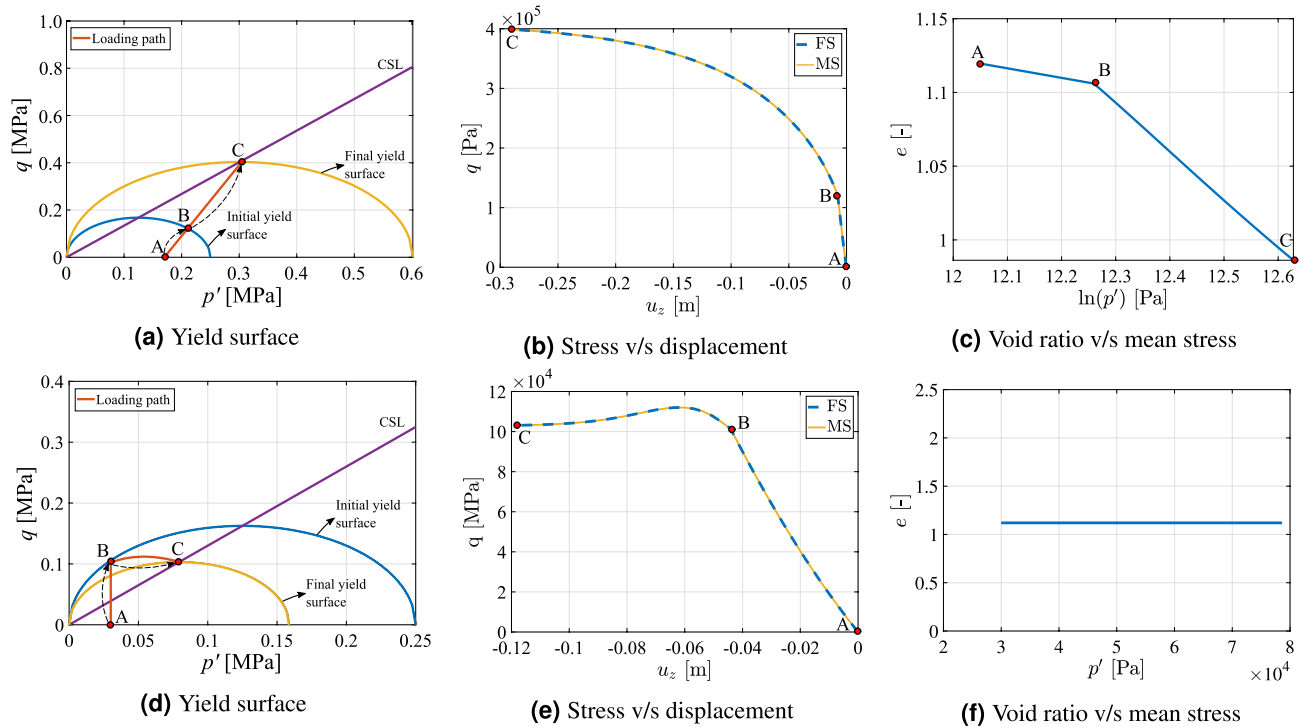 1.0
0.8
0.6
0.4
0.2
0
q [MPa]
Loading path
CSL
C
Final yield
surface
B
Initial yield
surface
A
0 0.1 0.2 0.3 0.4 0.5 0.6
p′ [MPa]
(a) Yield surface
× 10⁵
4
3
2
1
0
q [Pa]
C
FS
MS
B
A
-0.3 -0.25 -0.2 -0.15 -0.1 -0.05 0
u_z [m]
(b) Stress v/s displacement
1.15
1.11
1.05
1
e [-]
A
B
C
12 12.1 12.2 12.3 12.4 12.5 12.6
ln(p′) [Pa]
(c) Void ratio v/s mean stress
0.4
0.3
0.2
0.1
0
q [MPa]
Loading path
CSL
Initial yield
surface
B
C
Final yield
surface
A
0 0.05 0.1 0.15 0.2 0.25
p′ [MPa]
(d) Yield surface
× 10⁴
12
10
8
6
4
2
0
q [MPa]
FS
MS
C
B
A
-0.12 -0.1 -0.08 -0.06 -0.04 -0.02 0
u_z [m]
(e) Stress v/s displacement
2.5
2
1.5
1
0.5
0
e [-]
2 3 4 5 6 7 8
p′ [Pa]
×10⁴
(f) Void ratio v/s mean stress